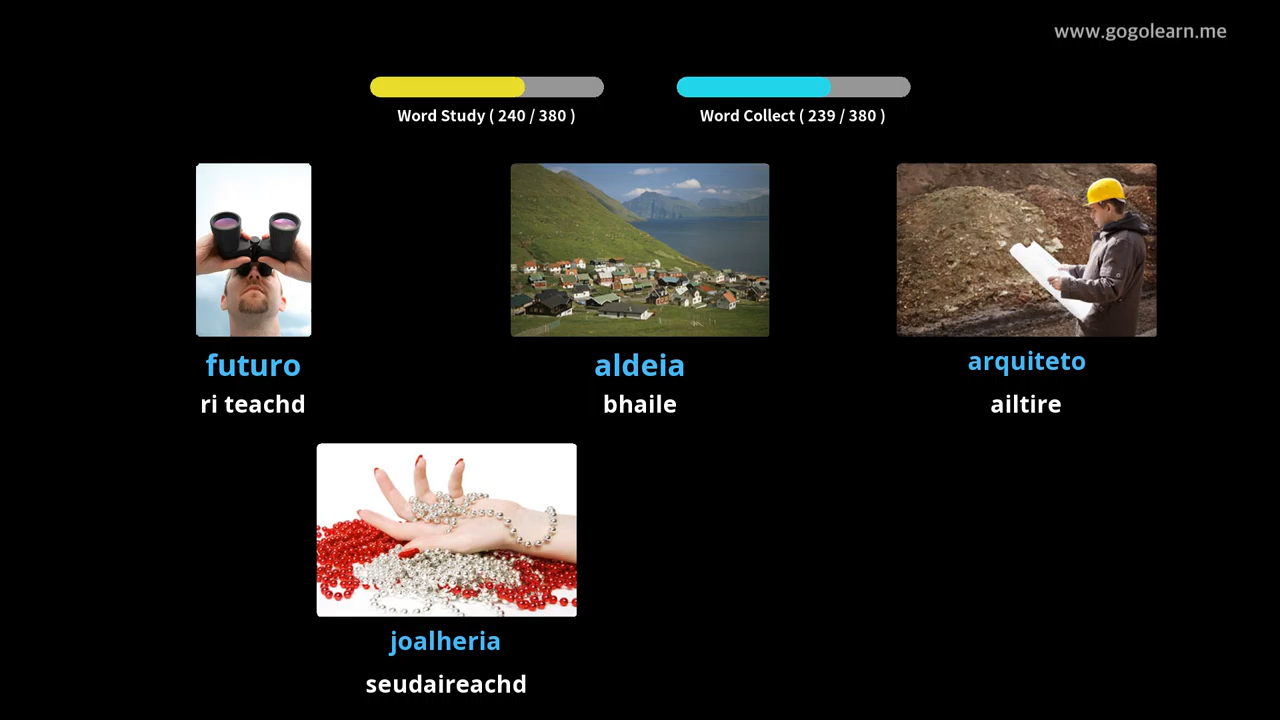 www.gogolearn.me
Word Study ( 240 / 380 )
Word Collect ( 239 / 380 )
futuro
ri teachd
aldeia
bhaile
arquiteto
ailtire
joalheria
seudaireachd